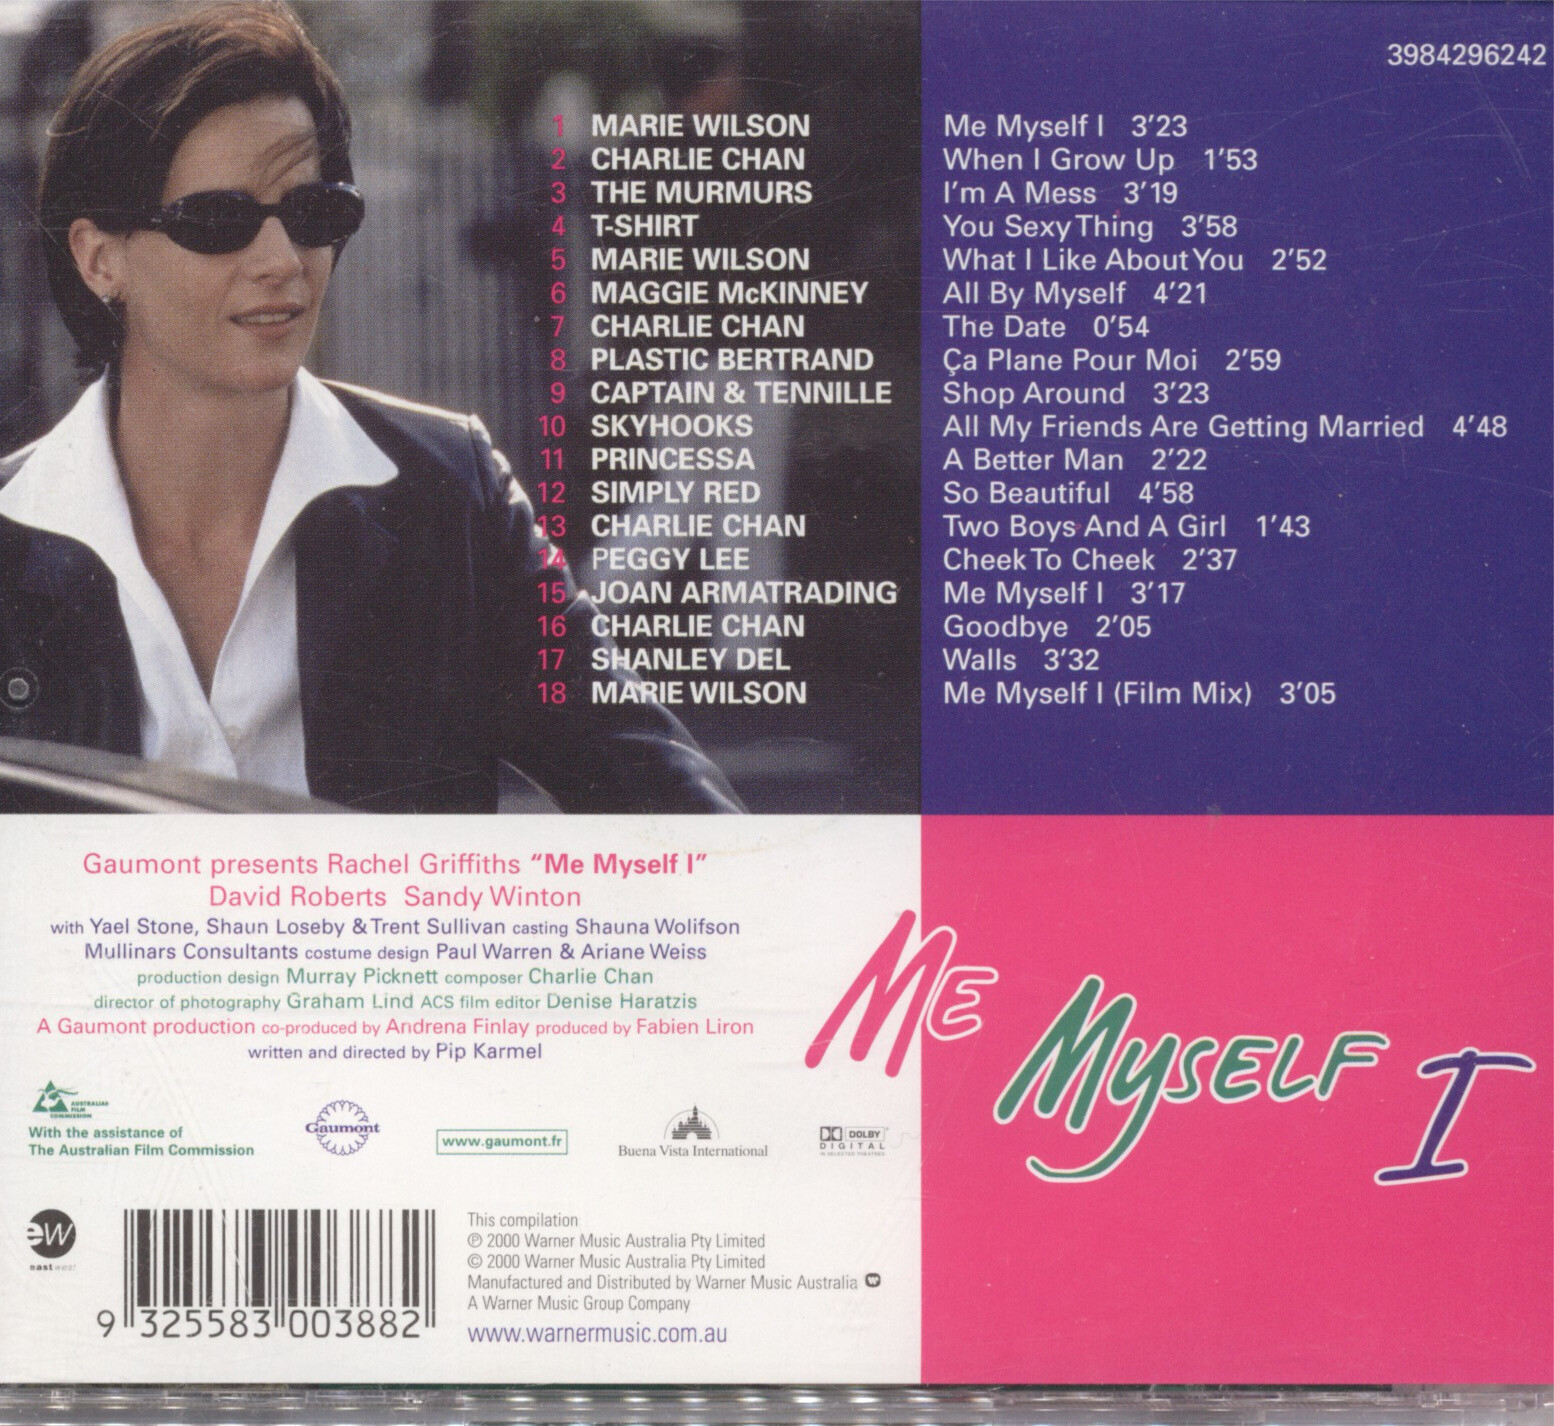 3984296242
1 MARIE WILSON Me Myself I 3'23
2 CHARLIE CHAN When I Grow Up 1'53
3 THE MURMURS I'm A Mess 3'19
4 T-SHIRT You Sexy Thing 3'58
5 MARIE WILSON What I Like About You 2'52
6 MAGGIE McKINNEY All By Myself 4'21
7 CHARLIE CHAN The Date 0'54
8 PLASTIC BERTRAND Ça Plane Pour Moi 2'59
9 CAPTAIN & TENNILLE Shop Around 3'23
10 SKYHOOKS All My Friends Are Getting Married 4'48
11 PRINCESSA A Better Man 2'22
12 SIMPLY RED So Beautiful 4'58
13 CHARLIE CHAN Two Boys And A Girl 1'43
14 PEGGY LEE Cheek To Cheek 2'37
15 JOAN ARMATRADING Me Myself I 3'17
16 CHARLIE CHAN Goodbye 2'05
17 SHANLEY DEL Walls 3'32
18 MARIE WILSON Me Myself I (Film Mix) 3'05
Gaumont presents Rachel Griffiths "Me Myself I"
David Roberts Sandy Winton
with Yael Stone, Shaun Loseby & Trent Sullivan casting Shauna Wolifson
Mullinars Consultants costume design Paul Warren & Ariane Weiss
production design Murray Picknett composer Charlie Chan
director of photography Graham Lind ACS film editor Denise Haratzis
A Gaumont production co-produced by Andrena Finlay produced by Fabien Liron
written and directed by Pip Karmel
ME MYSELF I
AUSTRALIAN
FILM
COMMISSION
With the assistance of
The Australian Film Commission
Gaumont
www.gaumont.fr
Buena Vista International
DOLBY
DIGITAL
IN SELECTED THEATRES
ew
east west
9 325583 003882
This compilation
℗ 2000 Warner Music Australia Pty Limited
© 2000 Warner Music Australia Pty Limited
Manufactured and Distributed by Warner Music Australia
A Warner Music Group Company
www.warnermusic.com.au